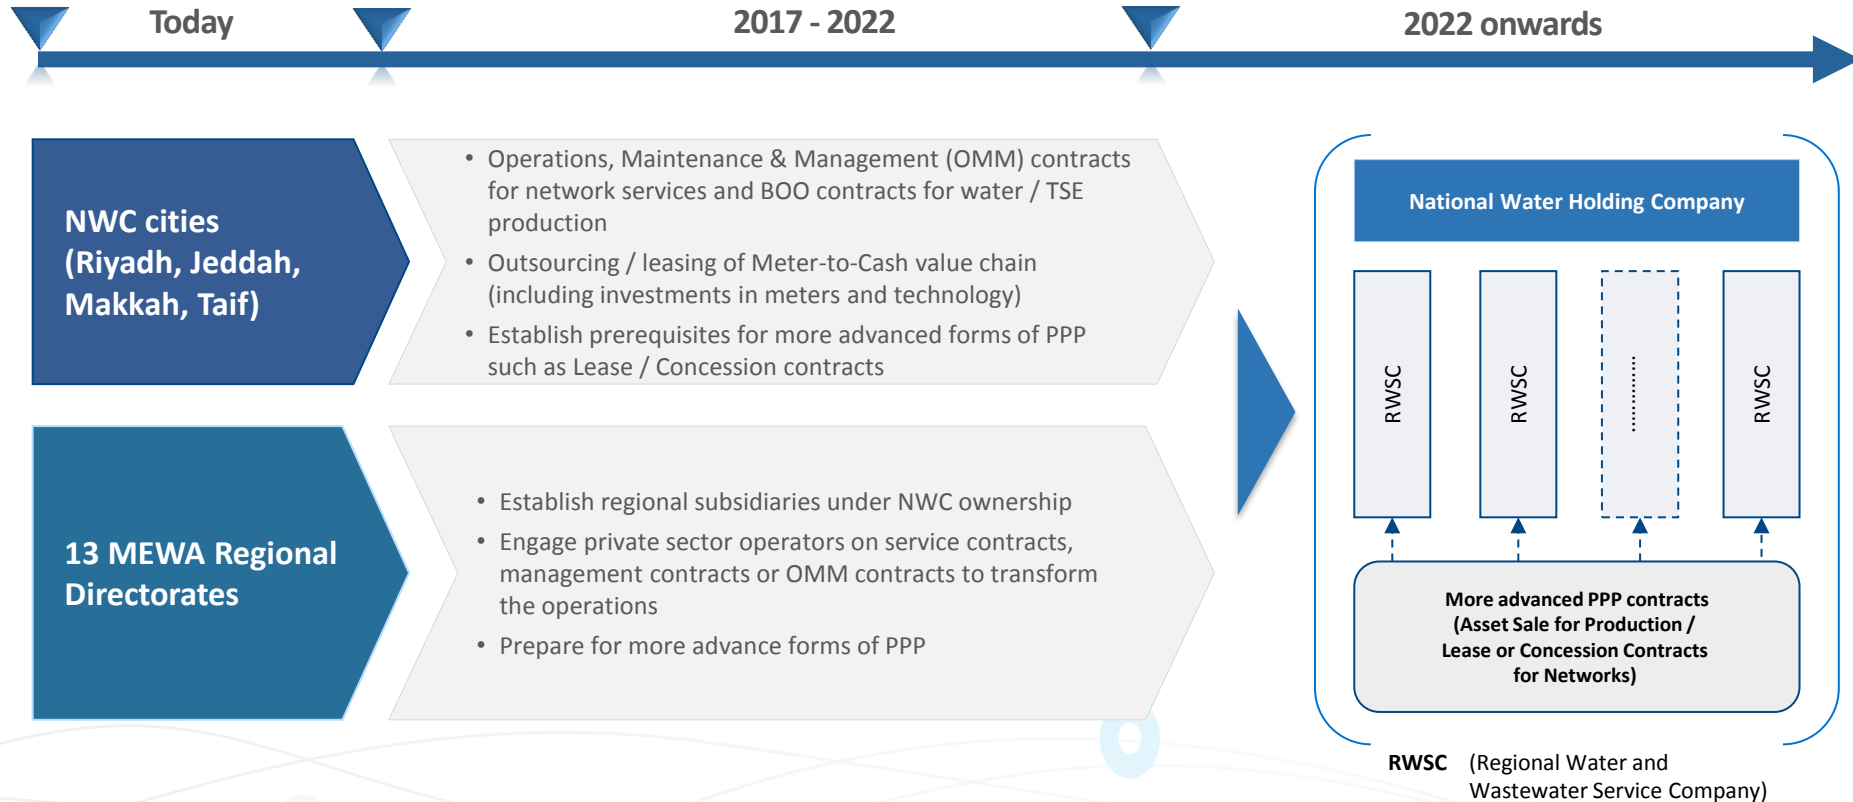 Today
2017 - 2022
2022 onwards
NWC cities
(Riyadh, Jeddah,
Makkah, Taif)
• Operations, Maintenance & Management (OMM) contracts
for network services and BOO contracts for water / TSE
production
• Outsourcing / leasing of Meter-to-Cash value chain
(including investments in meters and technology)
• Establish prerequisites for more advanced forms of PPP
such as Lease / Concession contracts
13 MEWA Regional
Directorates
• Establish regional subsidiaries under NWC ownership
• Engage private sector operators on service contracts,
management contracts or OMM contracts to transform
the operations
• Prepare for more advance forms of PPP
National Water Holding Company
RWSC
RWSC
..............
RWSC
More advanced PPP contracts
(Asset Sale for Production /
Lease or Concession Contracts
for Networks)
RWSC (Regional Water and
Wastewater Service Company)